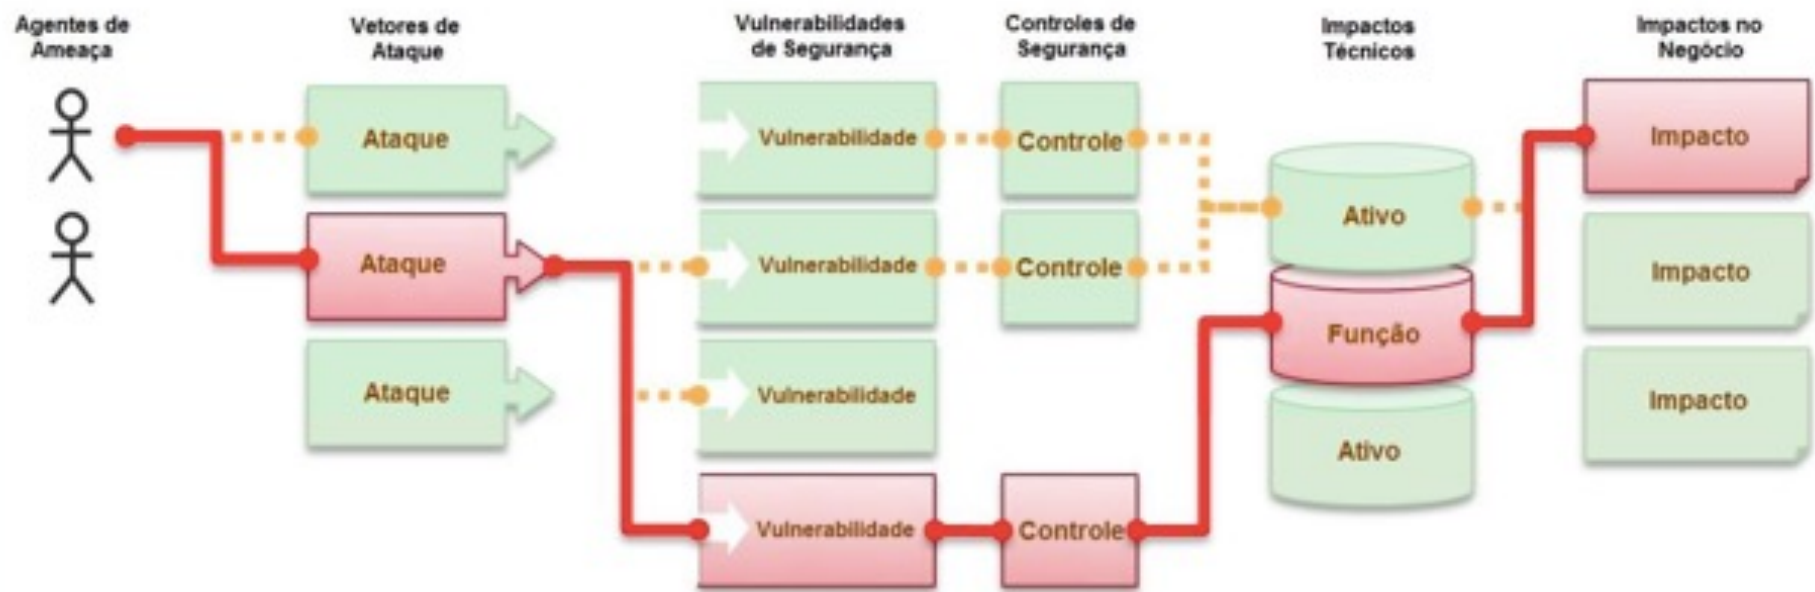 Agentes de
Ameaça
Vetores de
Ataque
Vulnerabilidades
de Segurança
Controles de
Segurança
Impactos
Técnicos
Impactos no
Negócio
Ataque
Vulnerabilidade
Controle
Impacto
Ativo
Ataque
Vulnerabilidade
Controle
Impacto
Função
Ataque
Vulnerabilidade
Impacto
Ativo
Vulnerabilidade
Controle